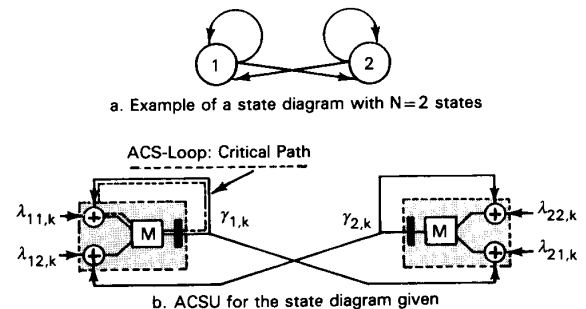 1 2
a. Example of a state diagram with N=2 states
ACS-Loop: Critical Path
λ11,k M γ1,k γ2,k M λ22,k
λ12,k λ21,k
b. ACSU for the state diagram given